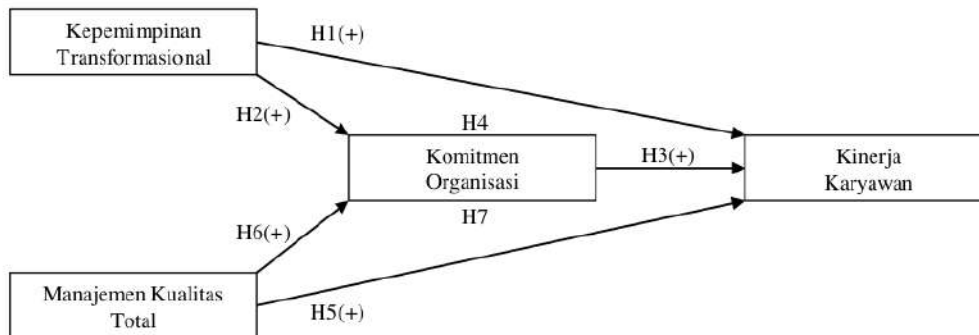 Kepemimpinan
Transformasional
H1(+)
H2(+)
H4
Komitmen
Organisasi
H3(+)
Kinerja
Karyawan
H7
H6(+)
Manajemen Kualitas
Total
H5(+)